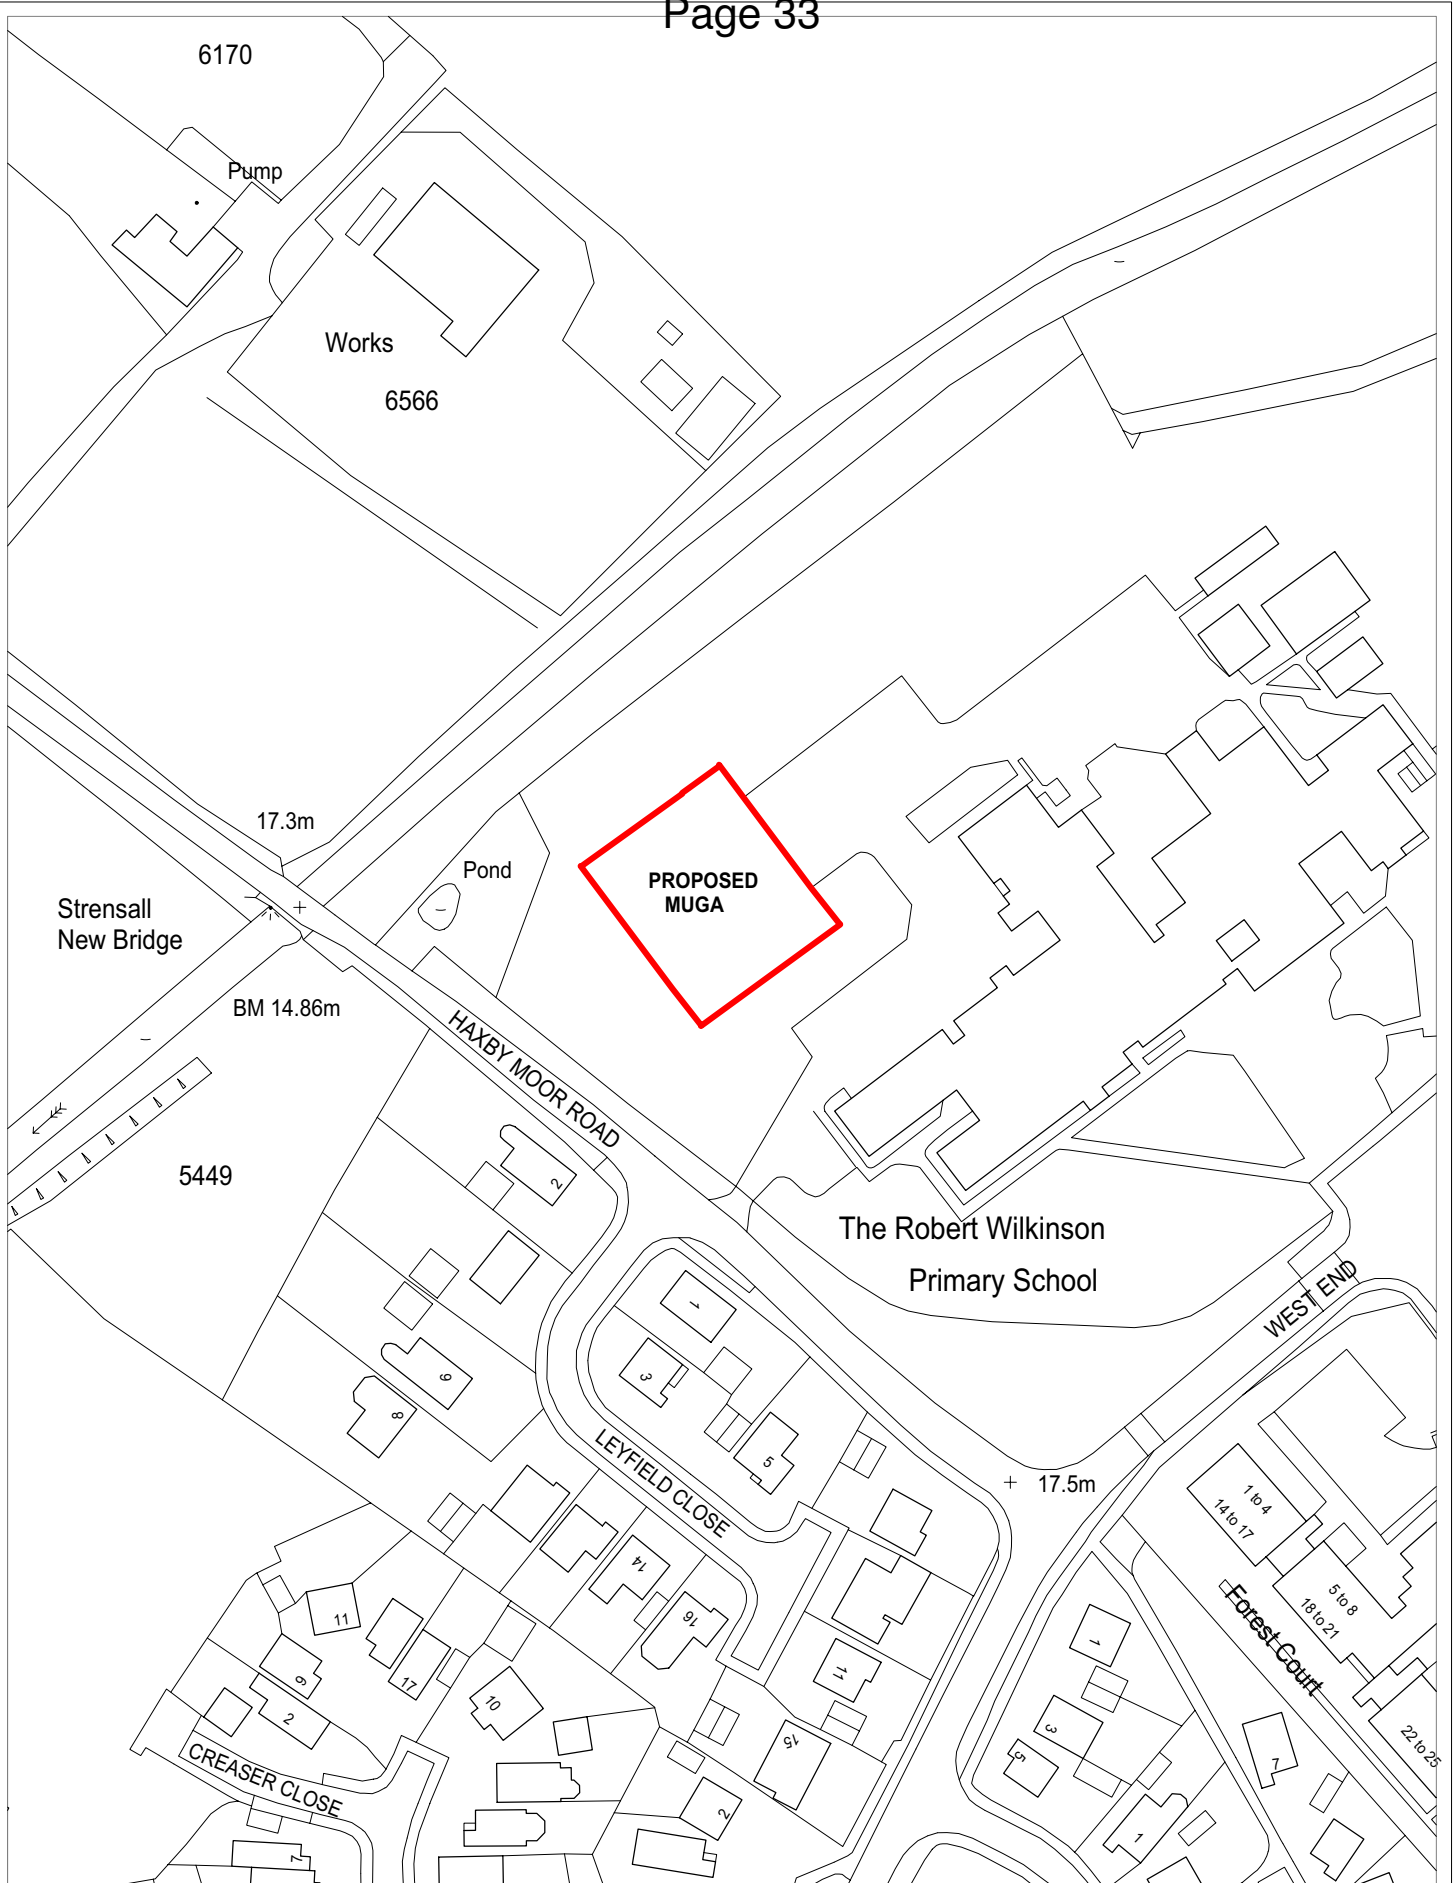 Page 33
6170
Pump
Works
6566
17.3m
Pond
Strensall
New Bridge
PROPOSED
MUGA
BM 14.86m
HAXBY MOOR ROAD
5449
2
The Robert Wilkinson
Primary School
WEST END
1
3
9
8
5
LEYFIELD CLOSE
17.5m
1 to 4
14 to 17
5 to 8
18 to 21
Forest Court
22 to 25
14
16
11
11
9
17
2
10
15
1
3
5
7
CREASER CLOSE
2
1
7